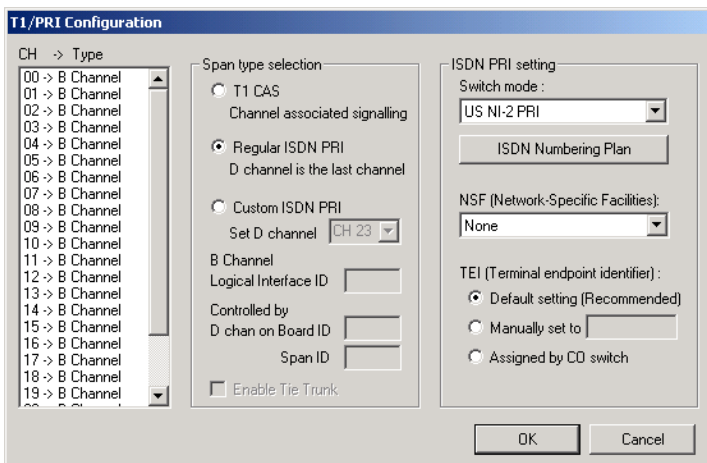 T1/PRI Configuration
CH -> Type
00 -> B Channel
01 -> B Channel
02 -> B Channel
03 -> B Channel
04 -> B Channel
05 -> B Channel
06 -> B Channel
07 -> B Channel
08 -> B Channel
09 -> B Channel
10 -> B Channel
11 -> B Channel
12 -> B Channel
13 -> B Channel
14 -> B Channel
15 -> B Channel
16 -> B Channel
17 -> B Channel
18 -> B Channel
19 -> B Channel
Span type selection
T1 CAS
Channel associated signalling
Regular ISDN PRI
D channel is the last channel
Custom ISDN PRI
Set D channel CH 23
B Channel
Logical Interface ID
Controlled by
D chan on Board ID
Span ID
Enable Tie Trunk
ISDN PRI setting
Switch mode :
US NI-2 PRI
ISDN Numbering Plan
NSF (Network-Specific Facilities):
None
TEI (Terminal endpoint identifier) :
Default setting (Recommended)
Manually set to
Assigned by CO switch
OK
Cancel